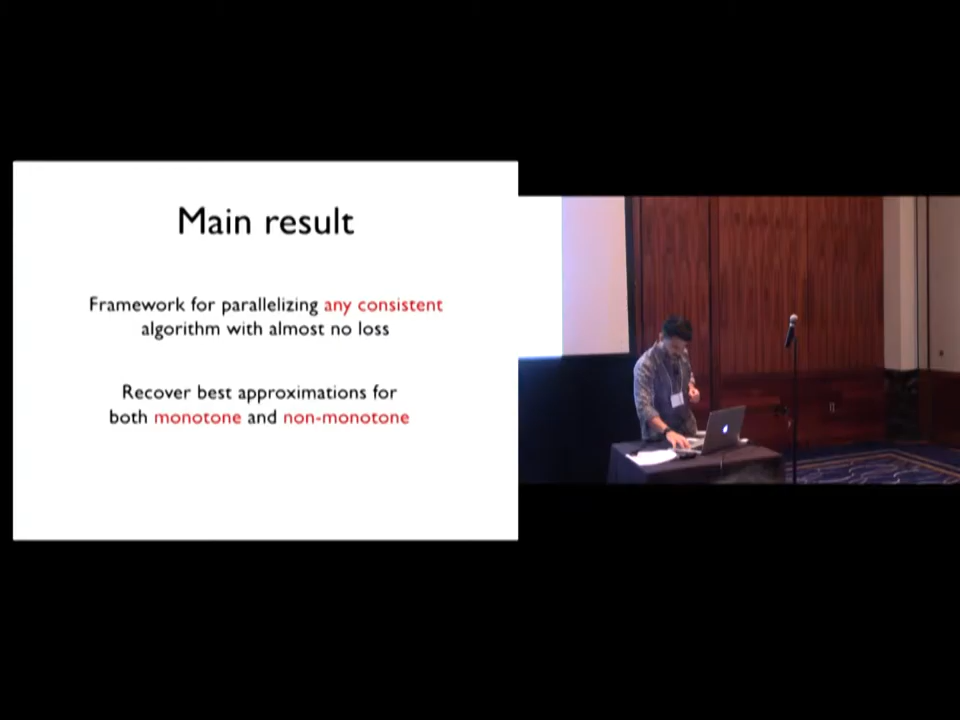 Main result
Framework for parallelizing any consistent
algorithm with almost no loss
Recover best approximations for
both monotone and non-monotone